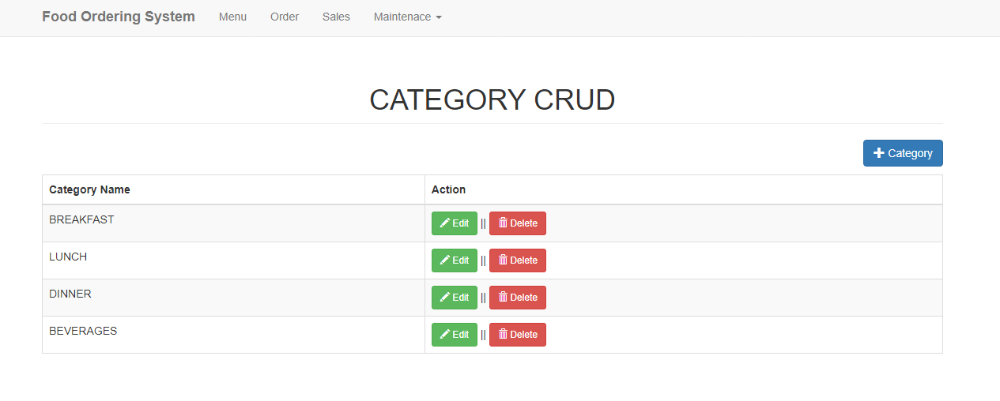 Food Ordering System Menu Order Sales Maintenace
CATEGORY CRUD
Category
Category Name Action
BREAKFAST Edit || Delete
LUNCH Edit || Delete
DINNER Edit || Delete
BEVERAGES Edit || Delete